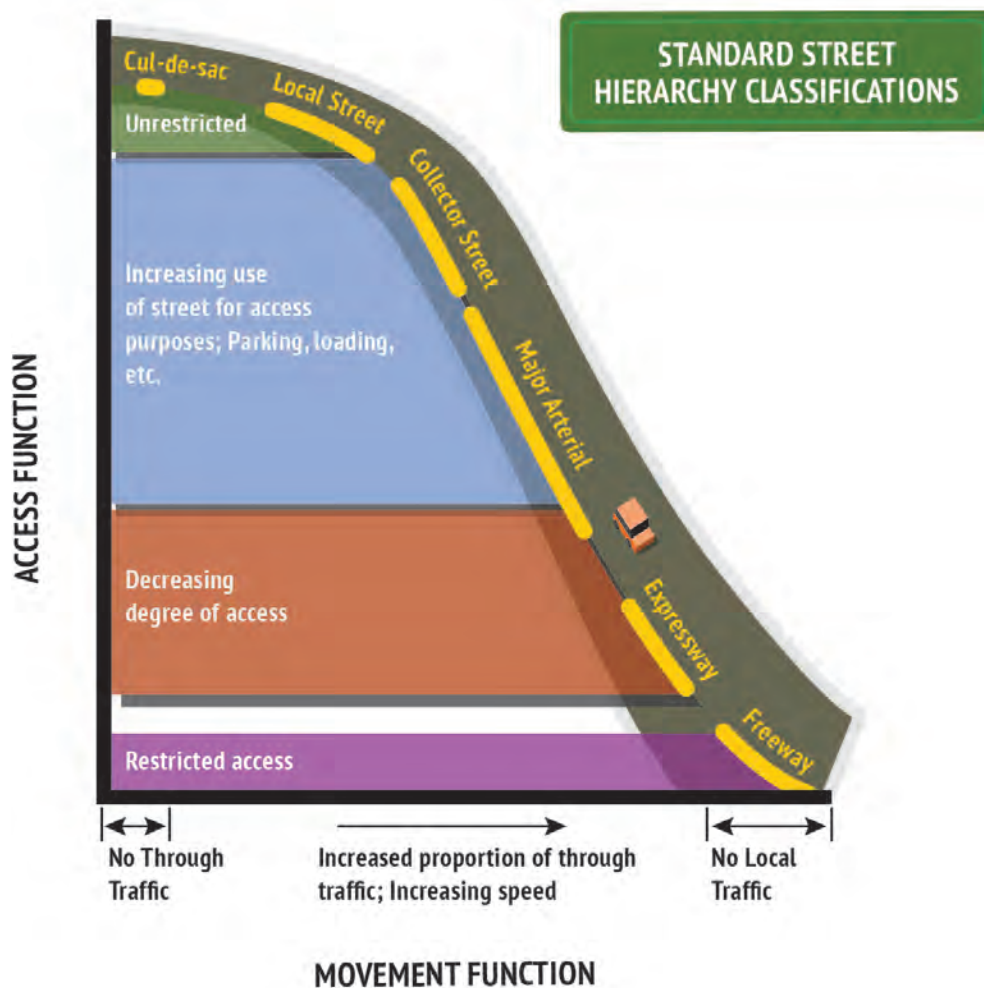 STANDARD STREET
HIERARCHY CLASSIFICATIONS
Cul-de-sac
Local Street
Unrestricted
Collector Street
Increasing use
of street for access
purposes; Parking, loading,
etc.
Major Arterial
ACCESS FUNCTION
Decreasing
degree of access
Expressway
Freeway
Restricted access
No Through
Traffic
Increased proportion of through
traffic; Increasing speed
No Local
Traffic
MOVEMENT FUNCTION